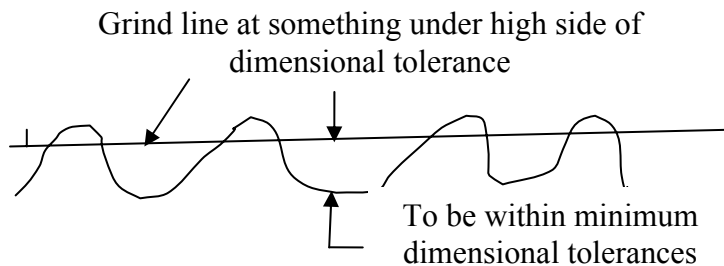 Grind line at something under high side of
dimensional tolerance
To be within minimum
dimensional tolerances